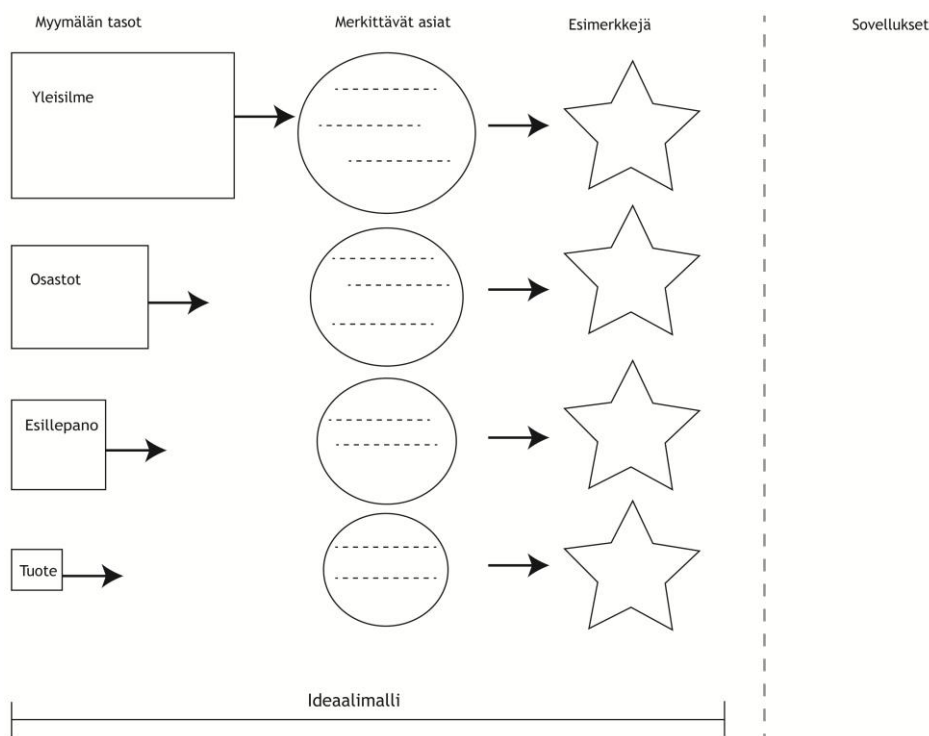 Myymälän tasot
Merkittävät asiat
Esimerkkejä
Sovellukset
Yleisilme
Osastot
Esillepano
Tuote
Ideaalimalli